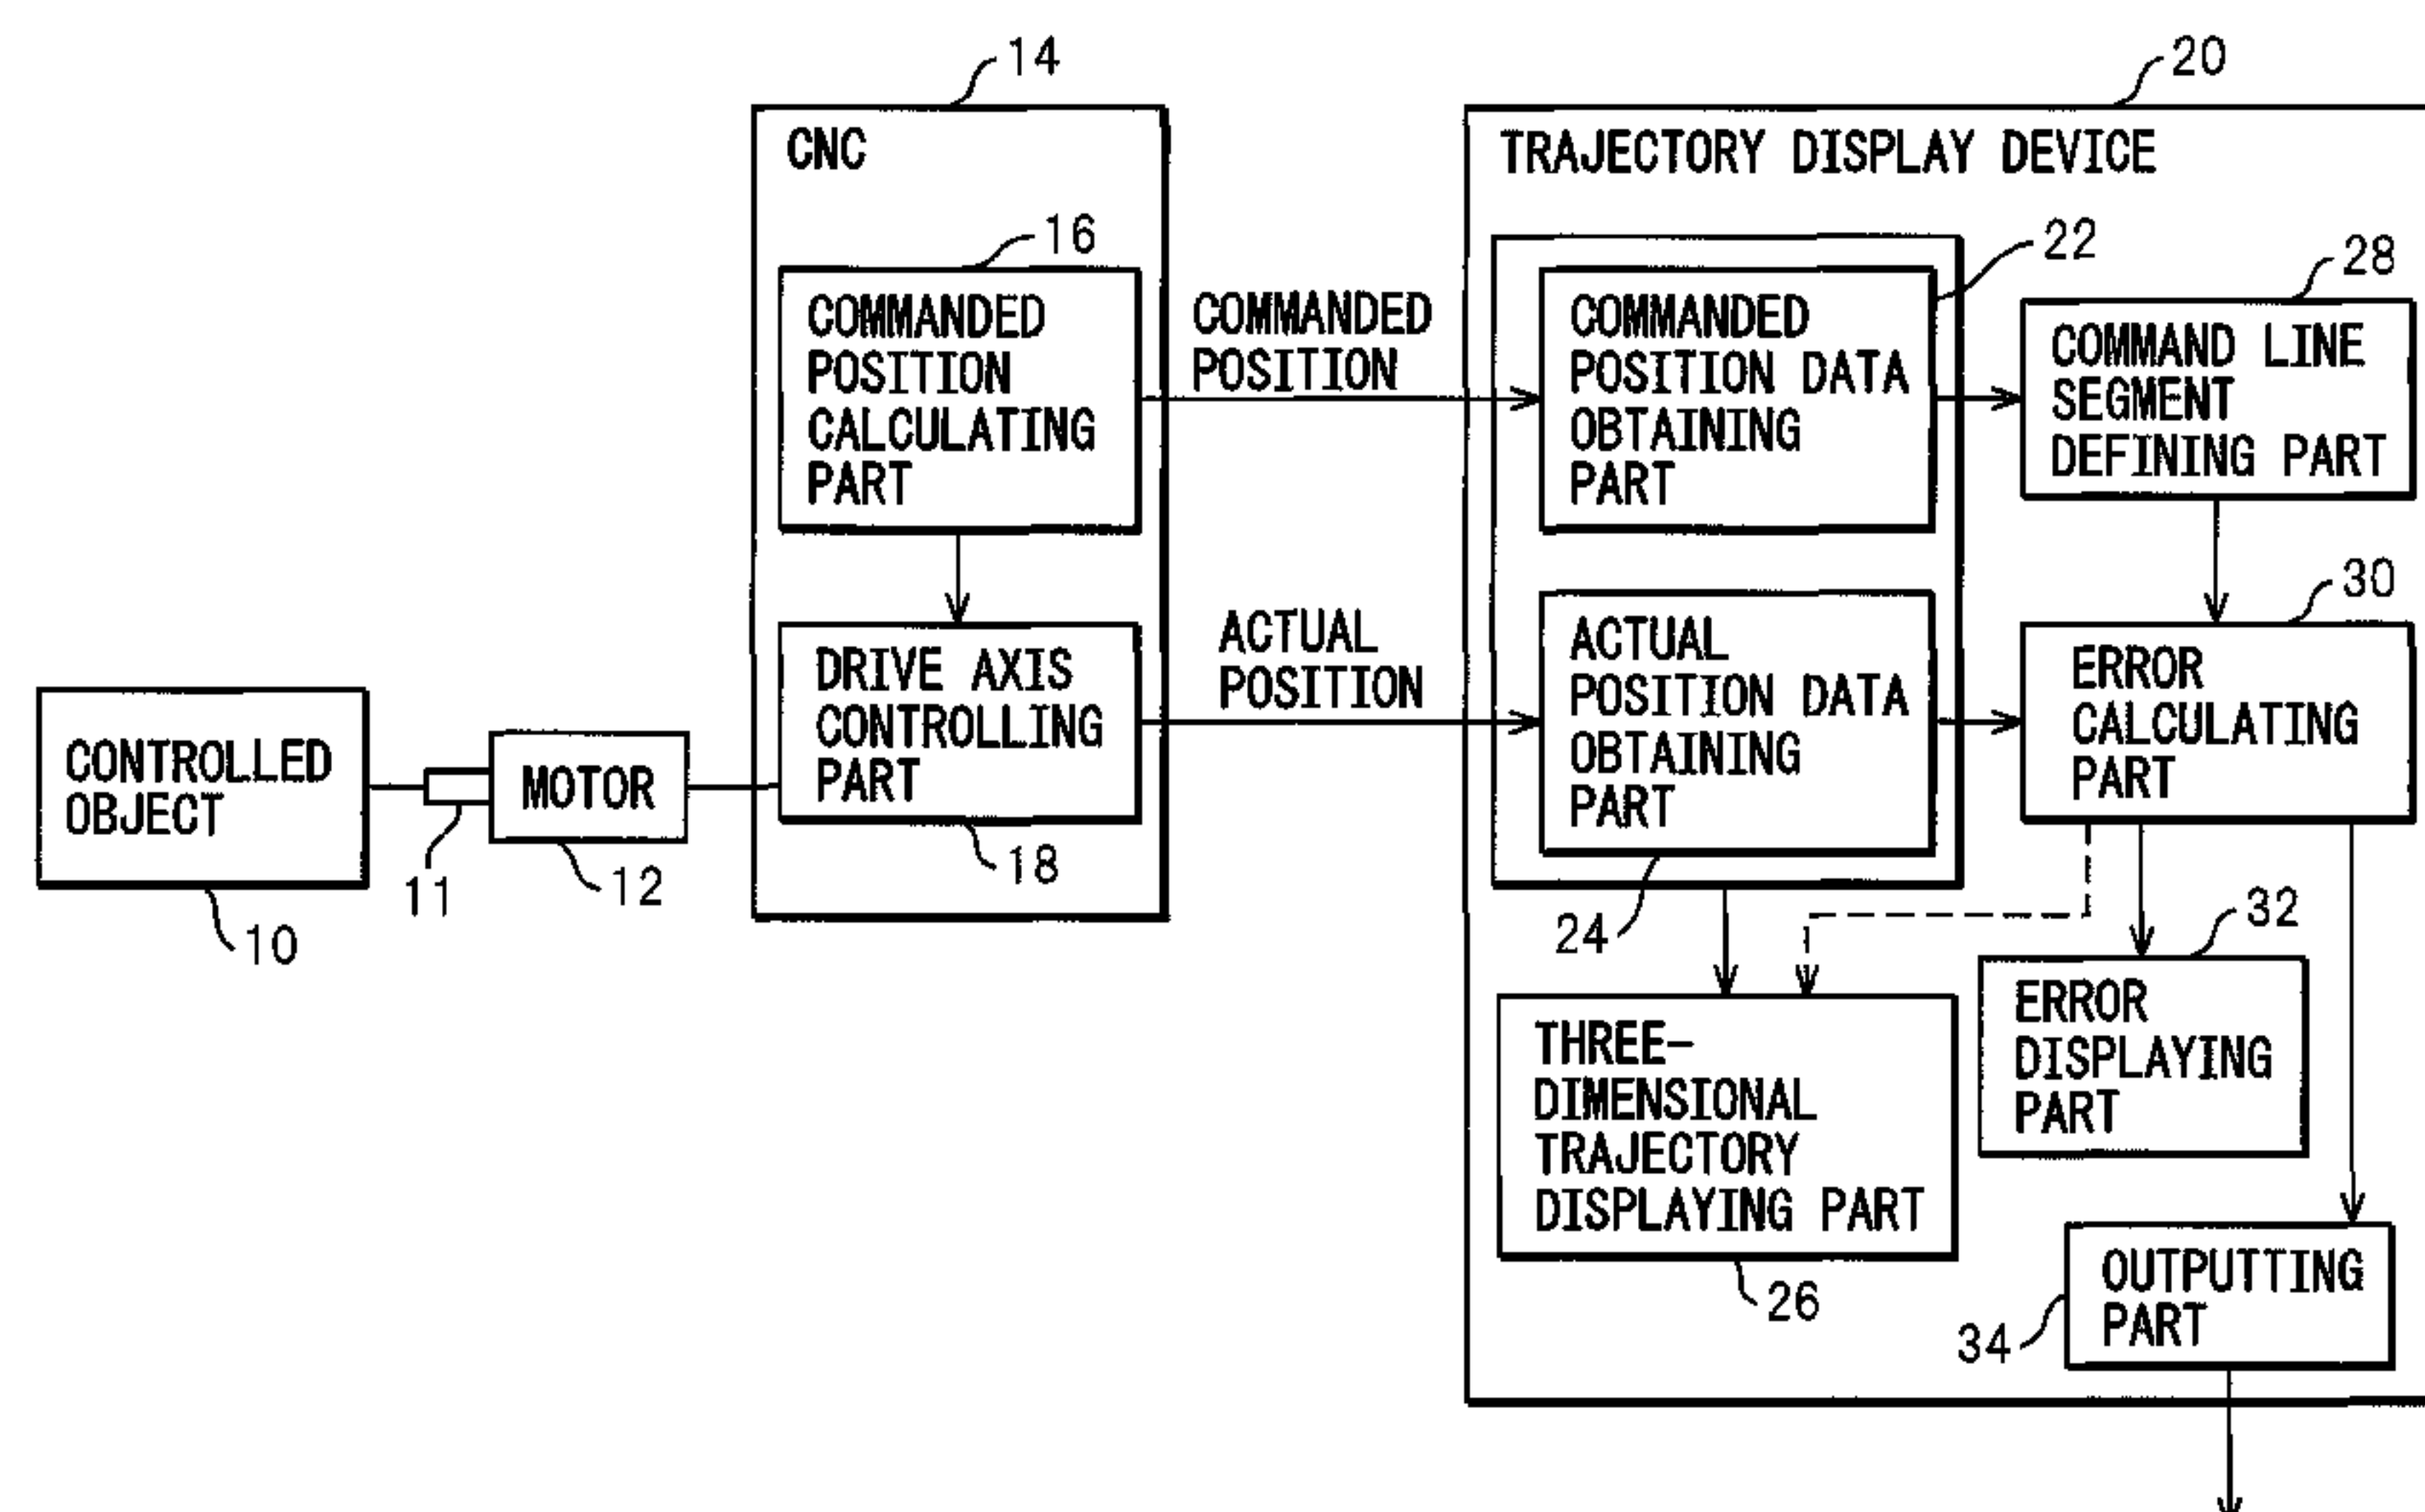 14
20
CNC
TRAJECTORY DISPLAY DEVICE
16
COMMANDED
POSITION
CALCULATING
PART
COMMANDED
POSITION
22
COMMANDED
POSITION DATA
OBTAINING
PART
28
COMMAND LINE
SEGMENT
DEFINING PART
CONTROLLED
OBJECT
10
11
MOTOR
12
DRIVE AXIS
CONTROLLING
PART
18
ACTUAL
POSITION
ACTUAL
POSITION DATA
OBTAINING
PART
24
30
ERROR
CALCULATING
PART
32
ERROR
DISPLAYING
PART
THREE-
DIMENSIONAL
TRAJECTORY
DISPLAYING PART
26
OUTPUTTING
PART
34